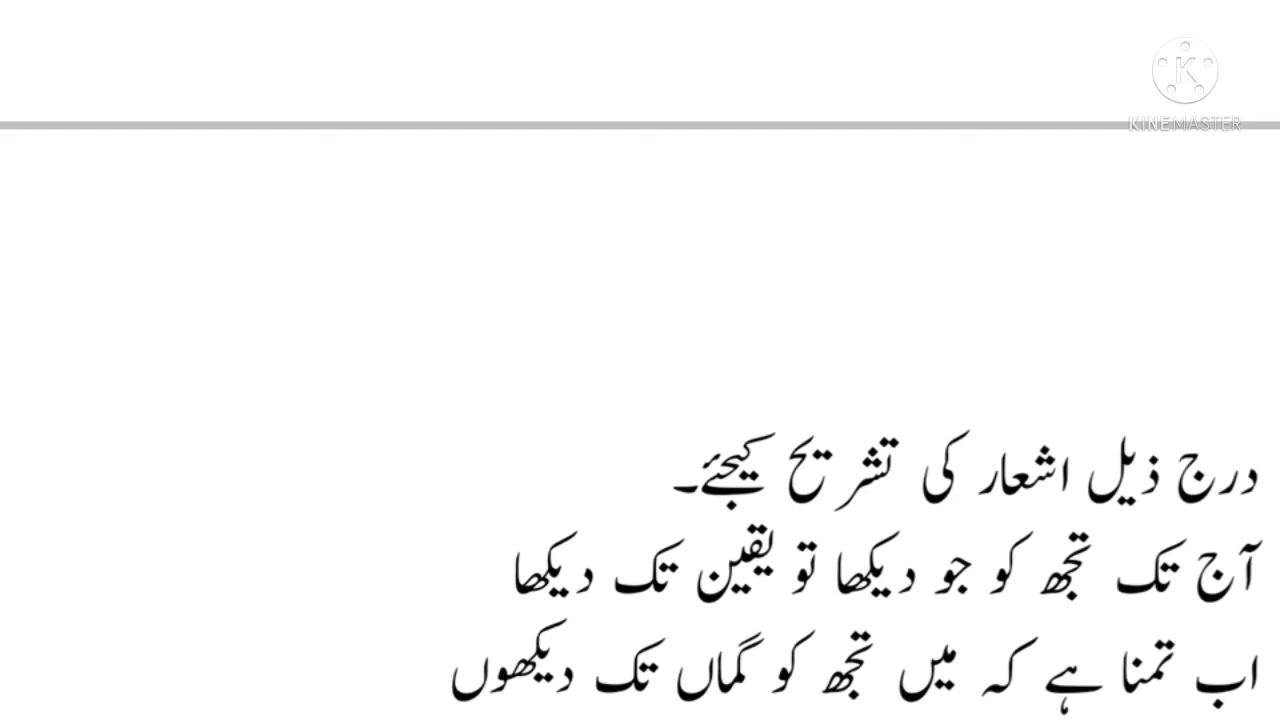 KINEMASTER
درج ذیل اشعار کی تشریح کیجئے۔
آج تک تجھ کو جو دیکھا تو یقین تک دیکھا
اب تمنا ہے کہ میں تجھ کو گماں تک دیکھوں